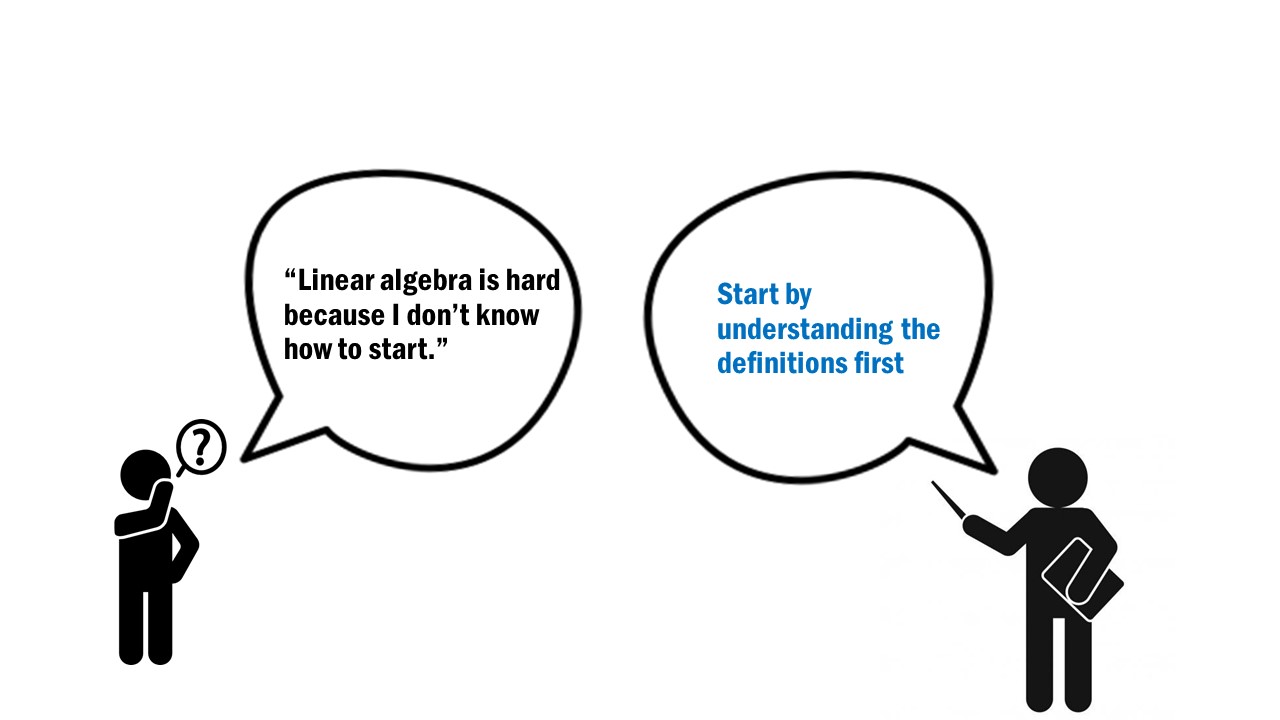 “Linear algebra is hard
because I don’t know
how to start.”
?
Start by
understanding the
definitions first